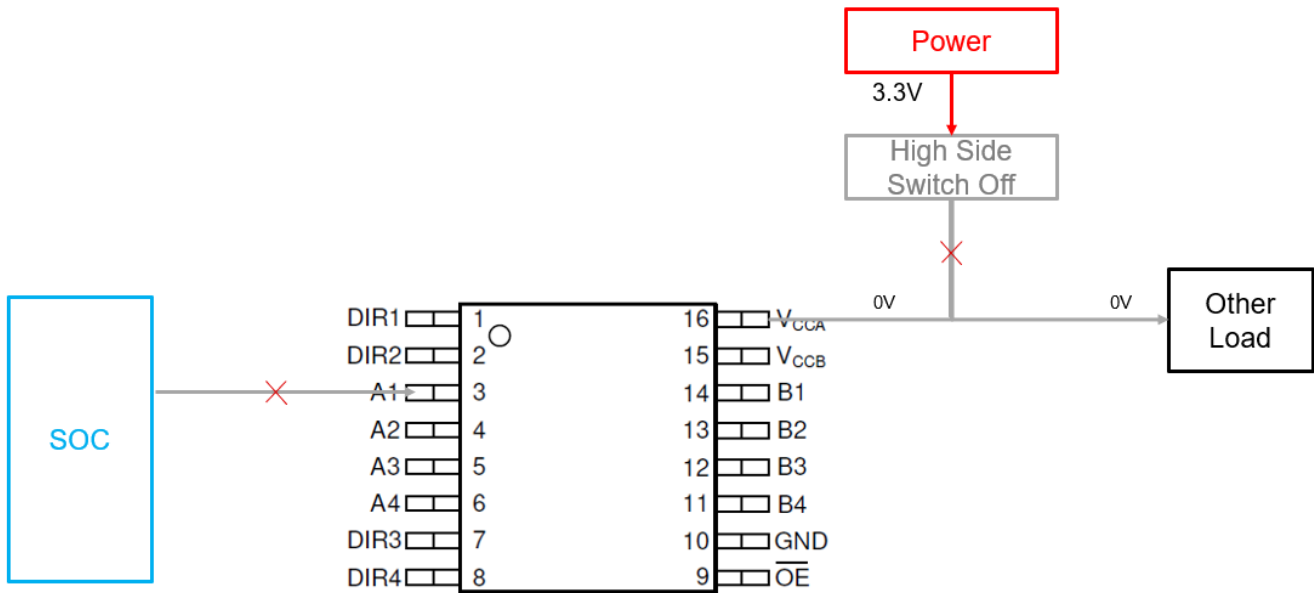 Power
3.3V
High Side
Switch Off
0V
0V
Other
Load
SOC
DIR1 1 16 VCCA
DIR2 2 15 VCCB
A1 3 14 B1
A2 4 13 B2
A3 5 12 B3
A4 6 11 B4
DIR3 7 10 GND
DIR4 8 9 OE